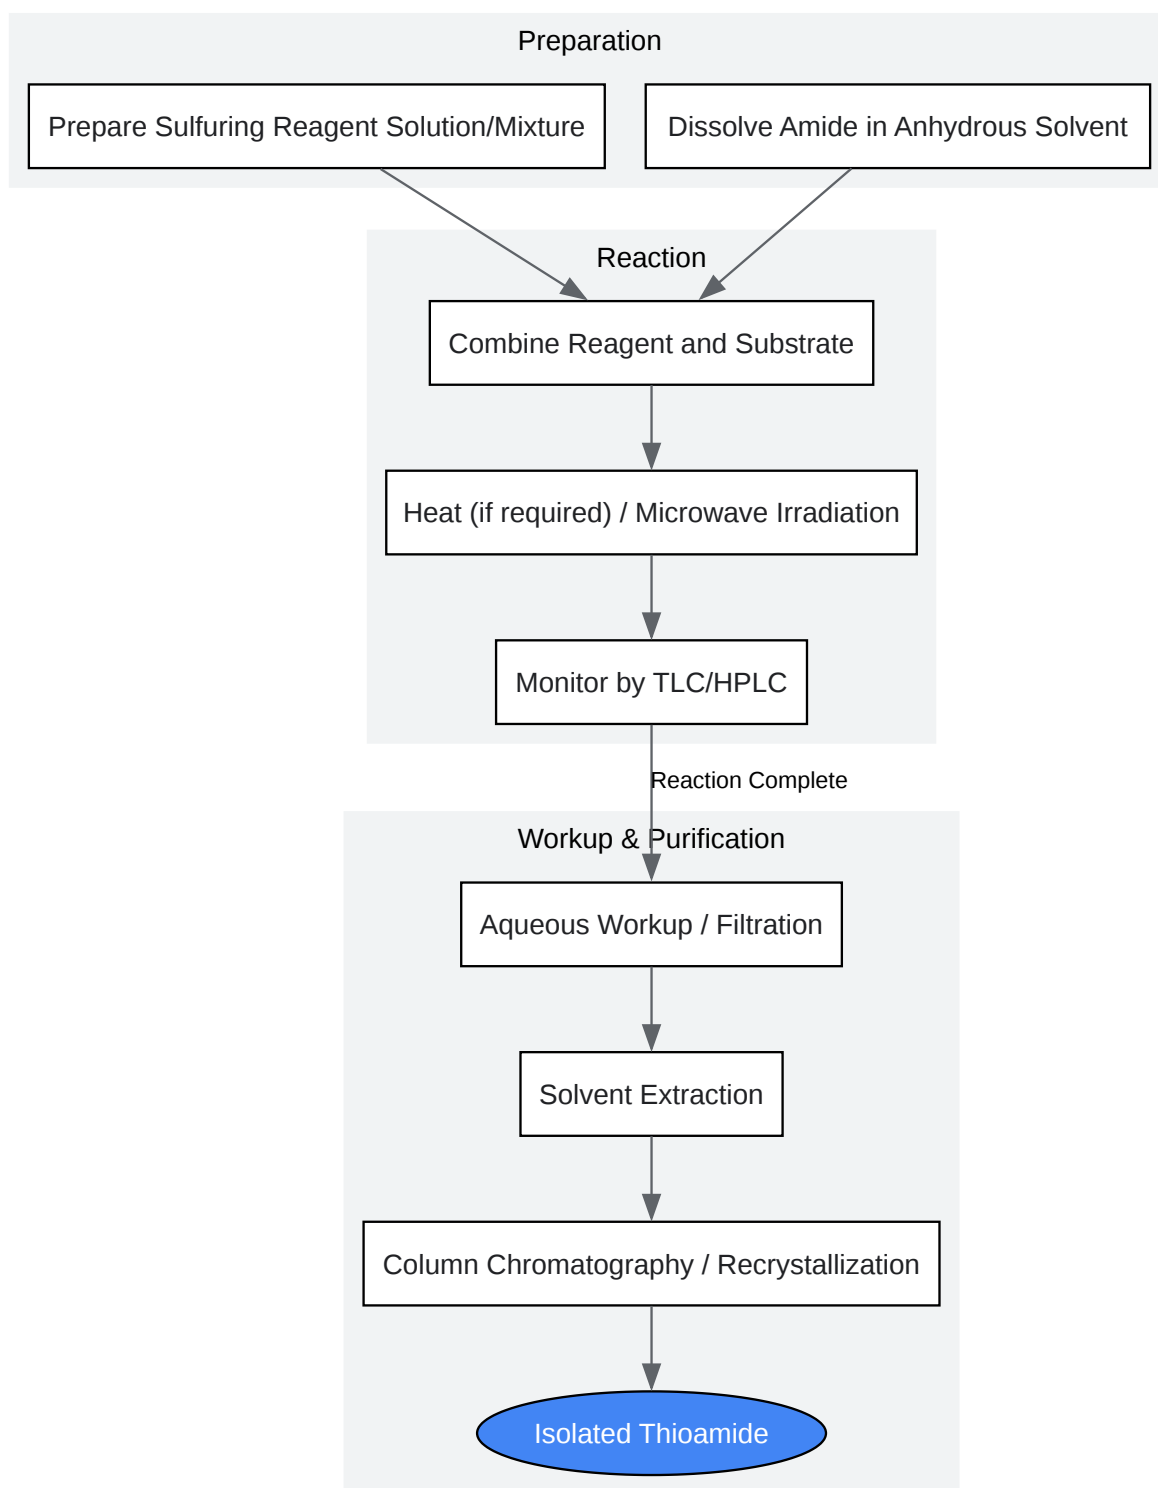 Preparation
Prepare Sulfuring Reagent Solution/Mixture
Dissolve Amide in Anhydrous Solvent
Reaction
Combine Reagent and Substrate
Heat (if required) / Microwave Irradiation
Monitor by TLC/HPLC
Reaction Complete
Workup & Purification
Aqueous Workup / Filtration
Solvent Extraction
Column Chromatography / Recrystallization
Isolated Thioamide